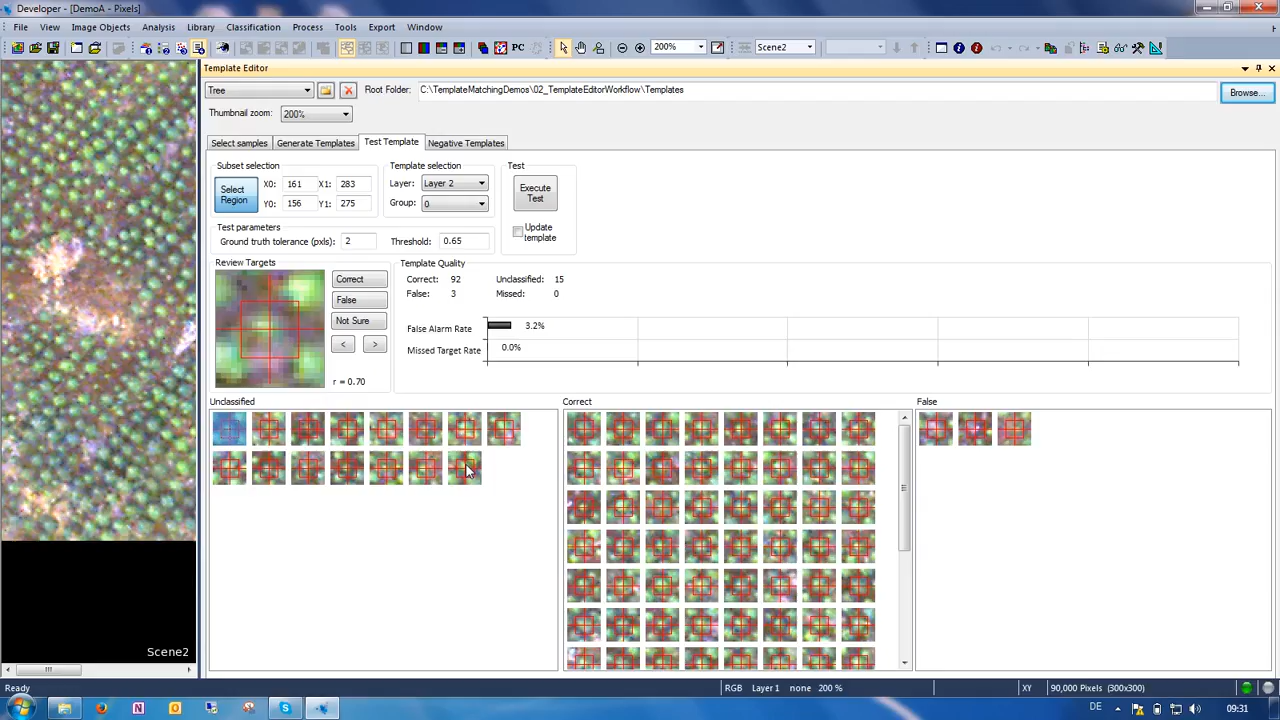 Developer - [DemoA - Pixels]
File View Image Objects Analysis Library Classification Process Tools Export Window
PC 200% Scene2
Template Editor
Tree Root Folder: C:\TemplateMatchingDemos\02_TemplateEditorWorkflow\Templates Browse...
Thumbnail zoom: 200%
Select samples Generate Templates Test Template Negative Templates
Subset selection Template selection Test
Select Region X0: 161 X1: 283 Layer: Layer 2 Execute Test
Y0: 156 Y1: 275 Group: 0
Update template
Test parameters
Ground truth tolerance (pxls): 2 Threshold: 0.65
Review Targets Template Quality
Correct Correct: 92 Unclassified: 15
False False: 3 Missed: 0
Not Sure False Alarm Rate 3.2%
< > Missed Target Rate 0.0%
r = 0.70
Unclassified Correct False
Scene2
Ready RGB Layer 1 none 200 % XY 90,000 Pixels (300x300)
DE 09:31